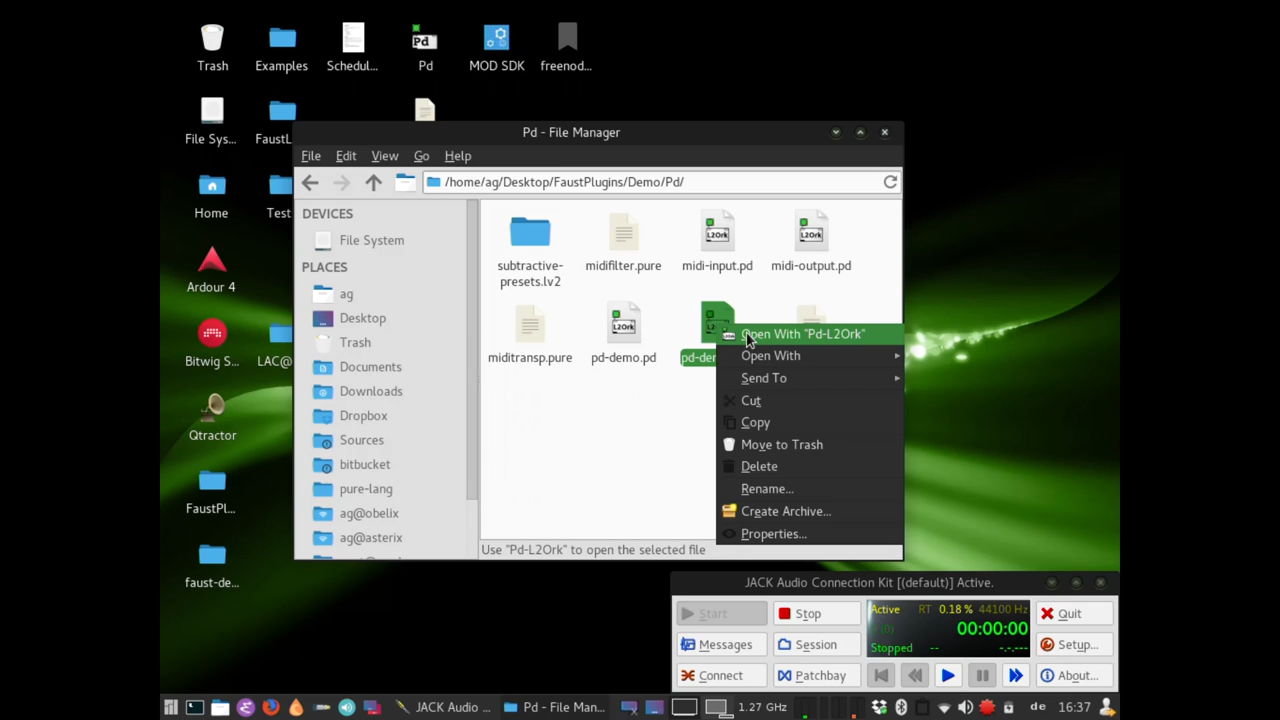 Trash
Examples
Schedul...
Pd
Pd
MOD SDK
freenod...
File Sys...
FaustL
Home
Test
Ardour 4
Bitwig S...
LAC@
Qtractor
FaustPl...
faust-de...
Pd - File Manager
File Edit View Go Help
/home/ag/Desktop/FaustPlugins/Demo/Pd/
DEVICES
File System
PLACES
ag
Desktop
Trash
Documents
Downloads
Dropbox
Sources
bitbucket
pure-lang
ag@obelix
ag@asterix
L2Ork
L2Ork
subtractive-
presets.lv2
midifilter.pure
midi-input.pd
midi-output.pd
L2Ork
miditransp.pure
pd-demo.pd
Open With "Pd-L2Ork"
Open With
Send To
Cut
Copy
Move to Trash
Delete
Rename...
Create Archive...
Properties...
Use "Pd-L2Ork" to open the selected file
JACK Audio Connection Kit [(default)] Active.
Start
Stop
Active RT 0.18 % 44100 Hz
(0)
00:00:00
Stopped -- -.-.---
Quit
Messages
Session
Setup...
Connect
Patchbay
About...
JACK Audio ...
Pd - File Man...
1.27 GHz
de
16:37